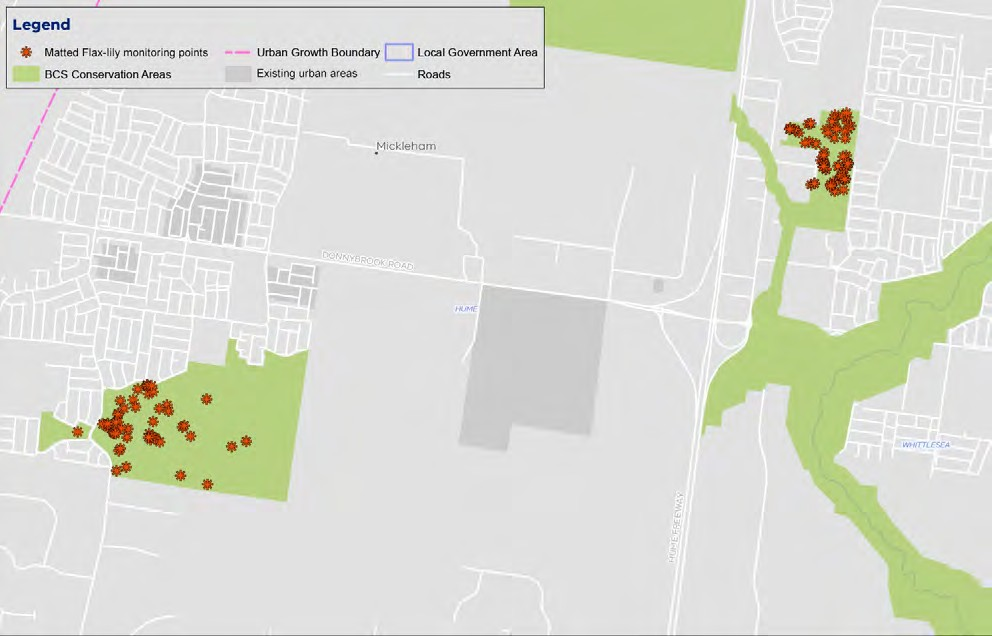 Legend
Matted Flax-lily monitoring points
Urban Growth Boundary
Local Government Area
BCS Conservation Areas
Existing urban areas
Roads
Mickleham
DONNYBROOK ROAD
HUME
WHITTLESEA
HUME FREEWAY